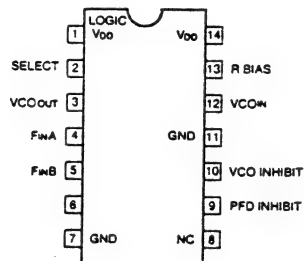 LOGIC
1 VDD VDD 14
SELECT 2 13 R BIAS
VCOOUT 3 12 VCOIN
FINA 4 GND 11
FINB 5 10 VCO INHIBIT
6 9 PFD INHIBIT
7 GND NC 8